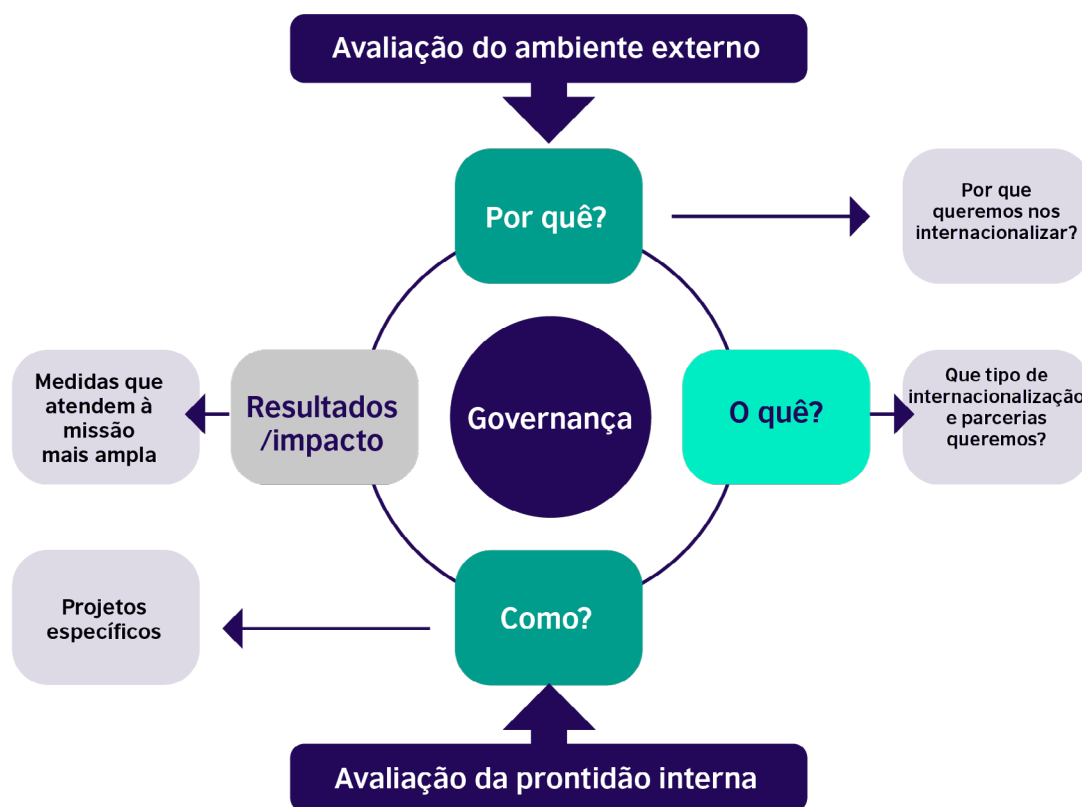 Avaliação do ambiente externo
Por quê?
Por que
queremos nos
internacionalizar?
Medidas que
atendem à
missão
mais ampla
Resultados
/impacto
Governança
O quê?
Que tipo de
internacionalização
e parcerias
queremos?
Projetos
específicos
Como?
Avaliação da prontidão interna